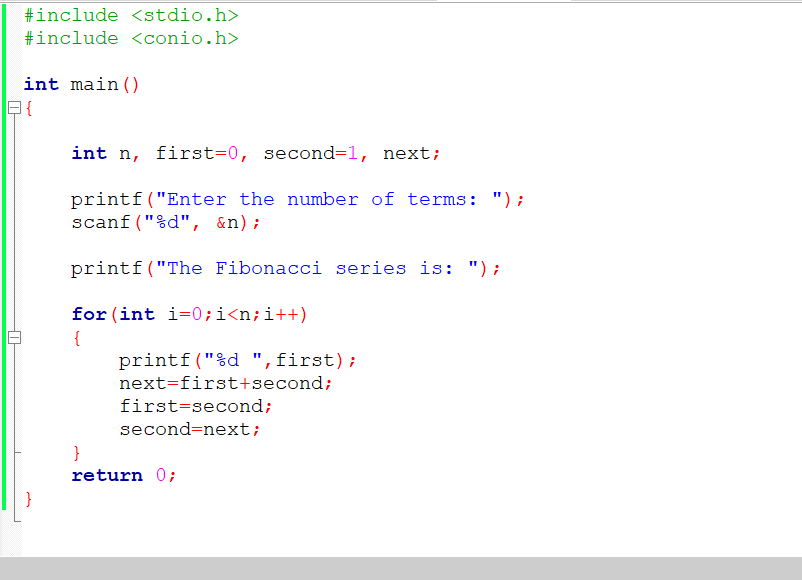 #include <stdio.h>
#include <conio.h>
int main()
{
int n, first=0, second=1, next;
printf("Enter the number of terms: ");
scanf("%d", &n);
printf("The Fibonacci series is: ");
for(int i=0;i<n;i++)
{
printf("%d ",first);
next=first+second;
first=second;
second=next;
}
return 0;
}